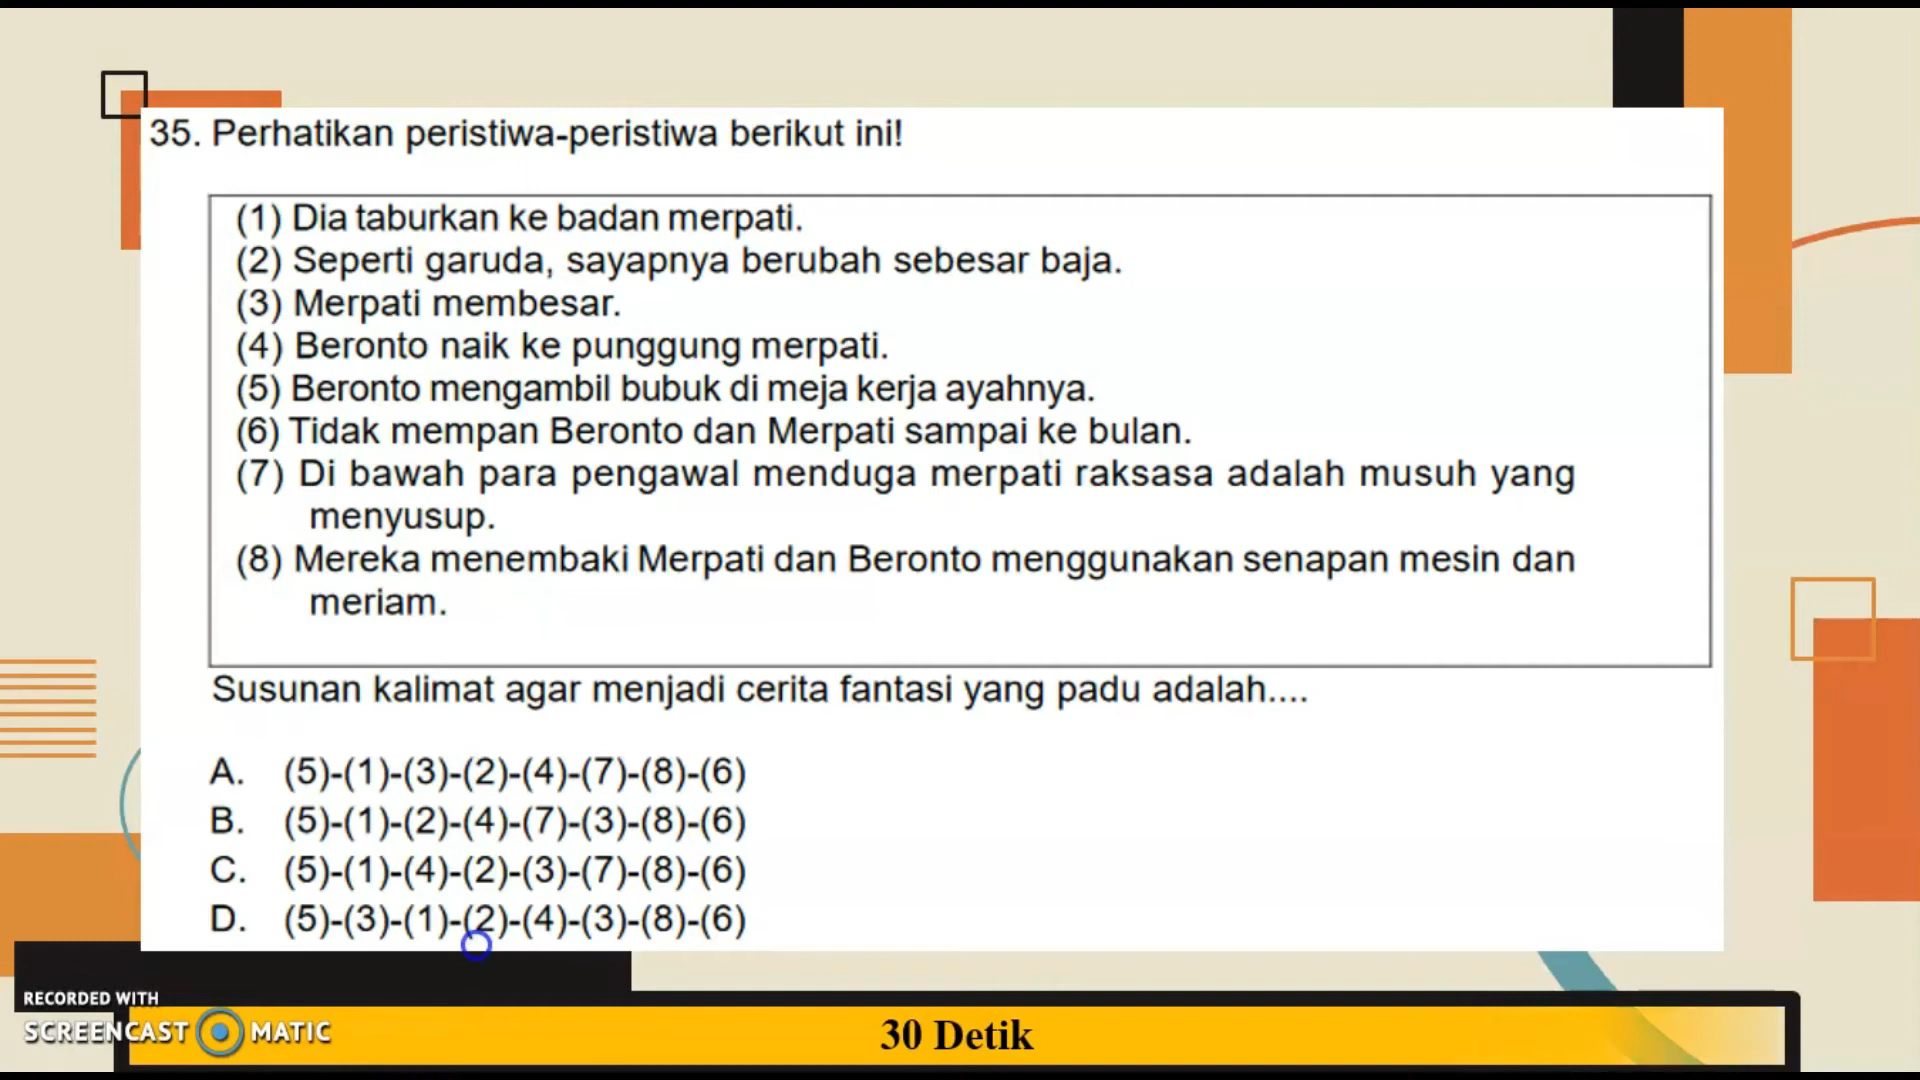 35. Perhatikan peristiwa-peristiwa berikut ini!
(1) Dia taburkan ke badan merpati.
(2) Seperti garuda, sayapnya berubah sebesar baja.
(3) Merpati membesar.
(4) Beronto naik ke punggung merpati.
(5) Beronto mengambil bubuk di meja kerja ayahnya.
(6) Tidak mempan Beronto dan Merpati sampai ke bulan.
(7) Di bawah para pengawal menduga merpati raksasa adalah musuh yang
menyusup.
(8) Mereka menembaki Merpati dan Beronto menggunakan senapan mesin dan
meriam.
Susunan kalimat agar menjadi cerita fantasi yang padu adalah....
A. (5)-(1)-(3)-(2)-(4)-(7)-(8)-(6)
B. (5)-(1)-(2)-(4)-(7)-(3)-(8)-(6)
C. (5)-(1)-(4)-(2)-(3)-(7)-(8)-(6)
D. (5)-(3)-(1)-(2)-(4)-(3)-(8)-(6)
RECORDED WITH
SCREENCAST MATIC
30 Detik